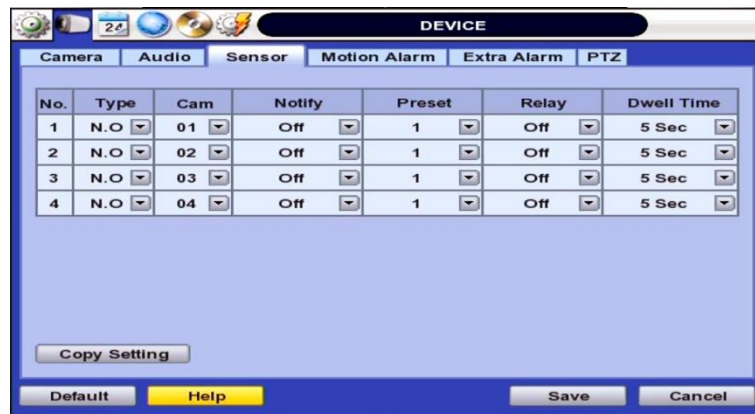 24 DEVICE
Camera Audio Sensor Motion Alarm Extra Alarm PTZ
No. Type Cam Notify Preset Relay Dwell Time
1 N.O 01 Off 1 Off 5 Sec
2 N.O 02 Off 1 Off 5 Sec
3 N.O 03 Off 1 Off 5 Sec
4 N.O 04 Off 1 Off 5 Sec
Copy Setting
Default Help Save Cancel